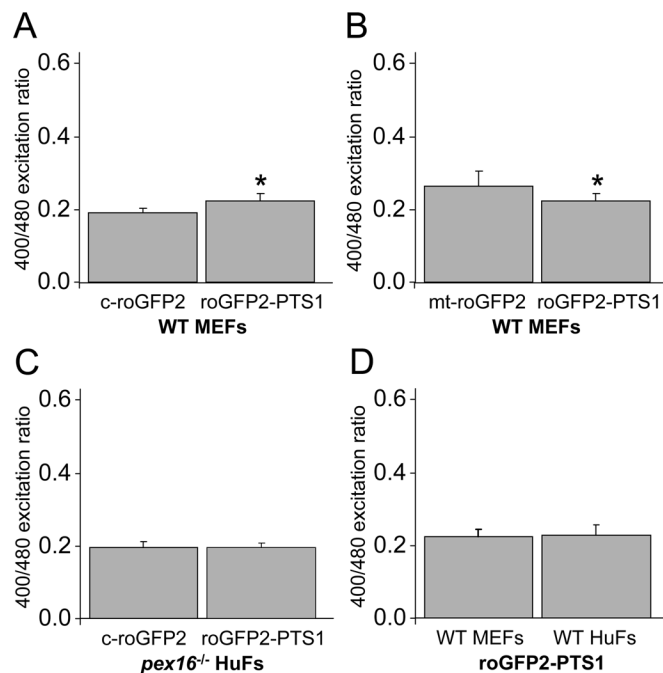 A
400/480 excitation ratio
0.6
0.4
0.2
0.0
*
c-roGFP2 roGFP2-PTS1
WT MEFs
B
400/480 excitation ratio
0.6
0.4
0.2
0.0
*
mt-roGFP2 roGFP2-PTS1
WT MEFs
C
400/480 excitation ratio
0.6
0.4
0.2
0.0
c-roGFP2 roGFP2-PTS1
pex16-/- HuFs
D
400/480 excitation ratio
0.6
0.4
0.2
0.0
WT MEFs WT HuFs
roGFP2-PTS1